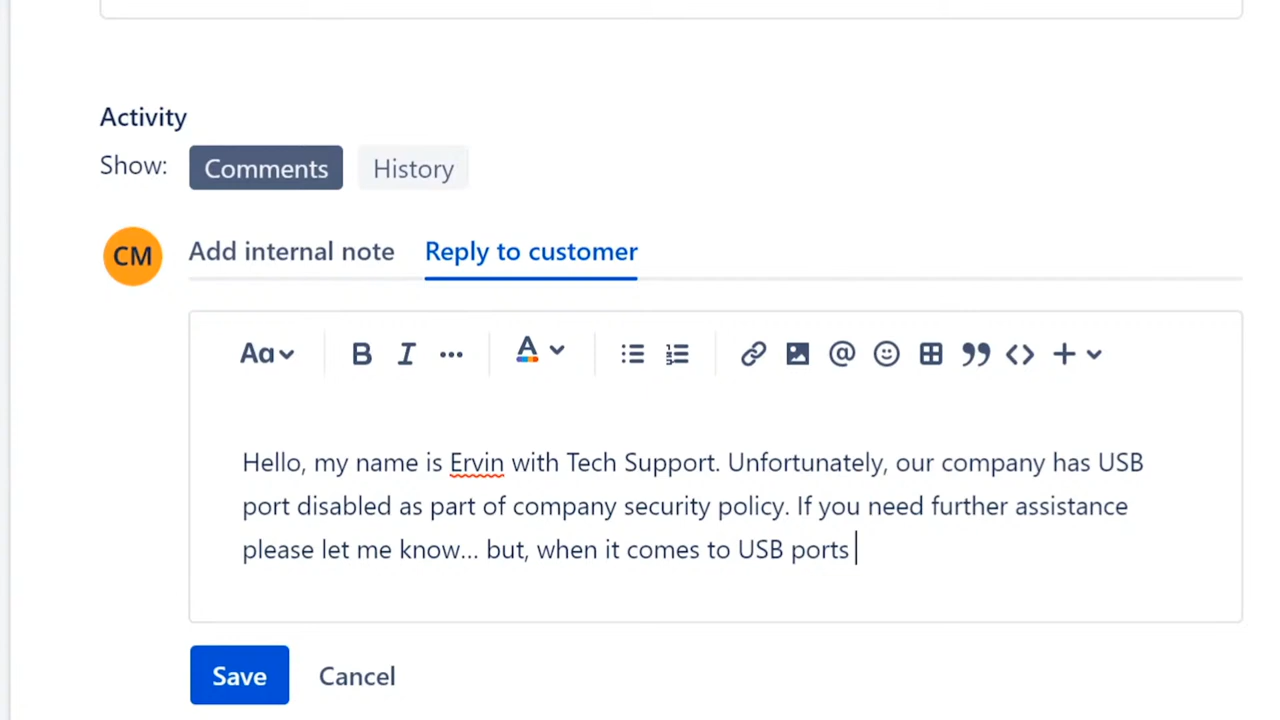 Activity
Show: Comments History
CM Add internal note Reply to customer
Aa B I ... A @ + 
Hello, my name is Ervin with Tech Support. Unfortunately, our company has USB
port disabled as part of company security policy. If you need further assistance
please let me know... but, when it comes to USB ports
Save Cancel